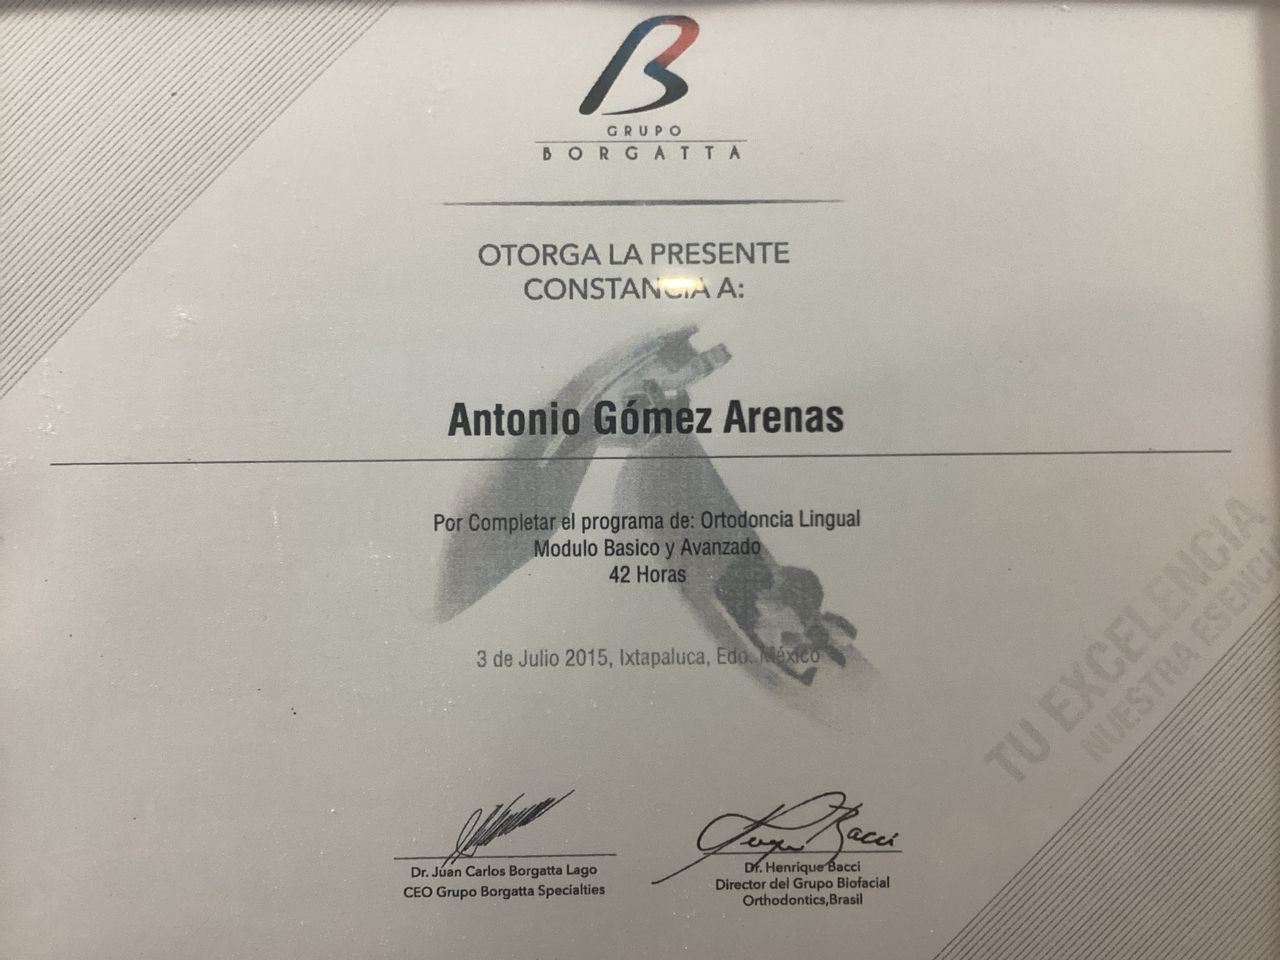 B
GRUPO
BORGATTA
OTORGA LA PRESENTE
CONSTANCIA A:
Antonio Gómez Arenas
Por Completar el programa de: Ortodoncia Lingual
Modulo Basico y Avanzado
42 Horas
3 de Julio 2015, Ixtapaluca, Edo. México
TU EXCELENCIA
NUESTRA ESENCIA
Bacci
Dr. Juan Carlos Borgatta Lago
CEO Grupo Borgatta Specialties
Dr. Henrique Bacci
Director del Grupo Biofacial
Orthodontics,Brasil